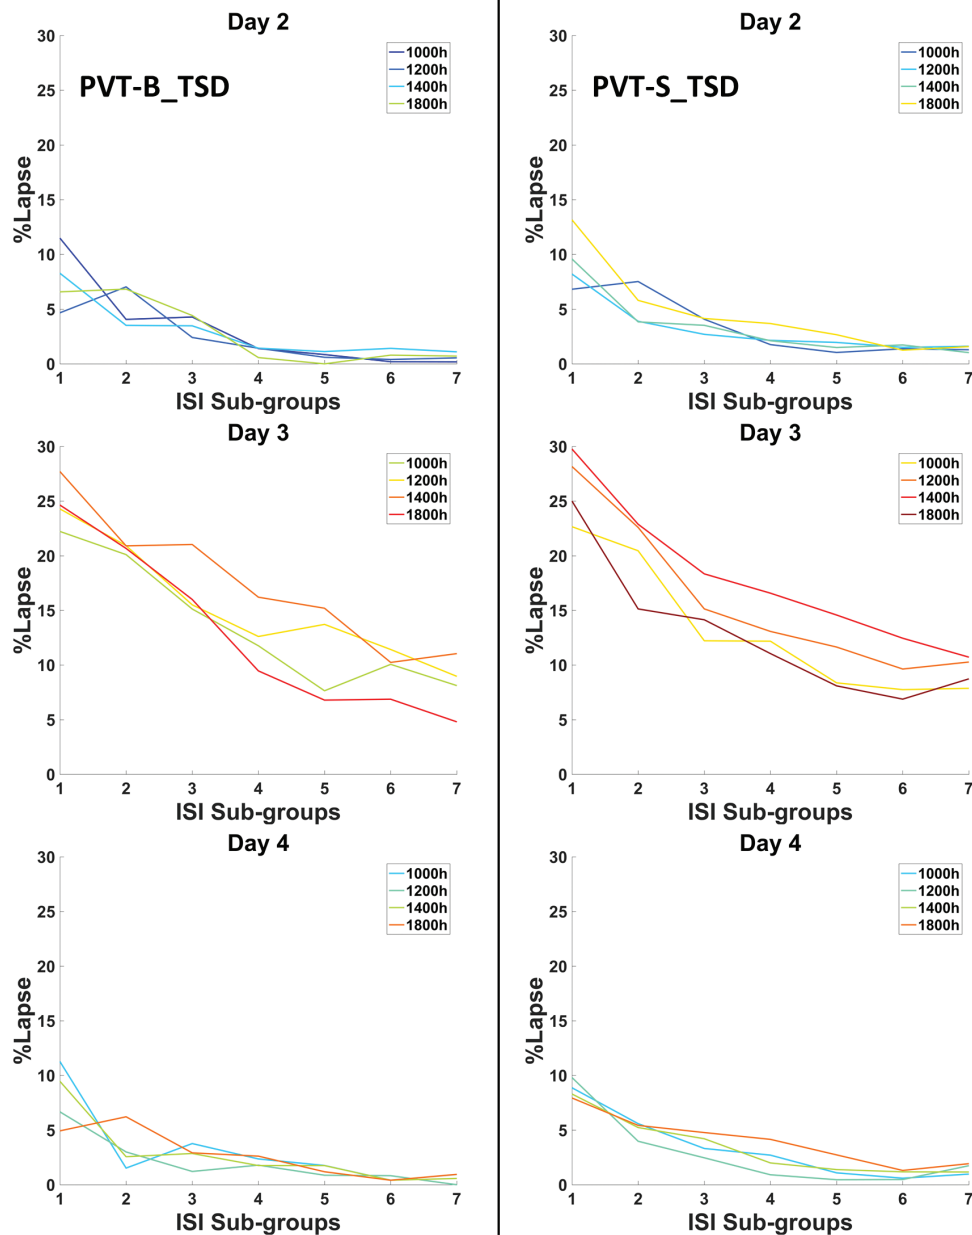 Day 2
30
25
20
15
10
5
0
%Lapse
PVT-B_TSD
1000h
1200h
1400h
1800h
1 2 3 4 5 6 7
ISI Sub-groups
Day 2
30
25
20
15
10
5
0
%Lapse
PVT-S_TSD
1000h
1200h
1400h
1800h
1 2 3 4 5 6 7
ISI Sub-groups
Day 3
30
25
20
15
10
5
0
%Lapse
1000h
1200h
1400h
1800h
1 2 3 4 5 6 7
ISI Sub-groups
Day 3
30
25
20
15
10
5
0
%Lapse
1000h
1200h
1400h
1800h
1 2 3 4 5 6 7
ISI Sub-groups
Day 4
30
25
20
15
10
5
0
%Lapse
1000h
1200h
1400h
1800h
1 2 3 4 5 6 7
ISI Sub-groups
Day 4
30
25
20
15
10
5
0
%Lapse
1000h
1200h
1400h
1800h
1 2 3 4 5 6 7
ISI Sub-groups